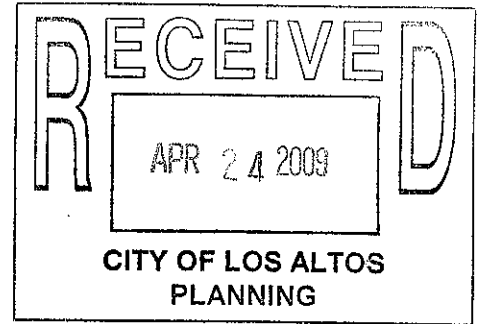 RECEIVED
APR 24 2009
CITY OF LOS ALTOS
PLANNING